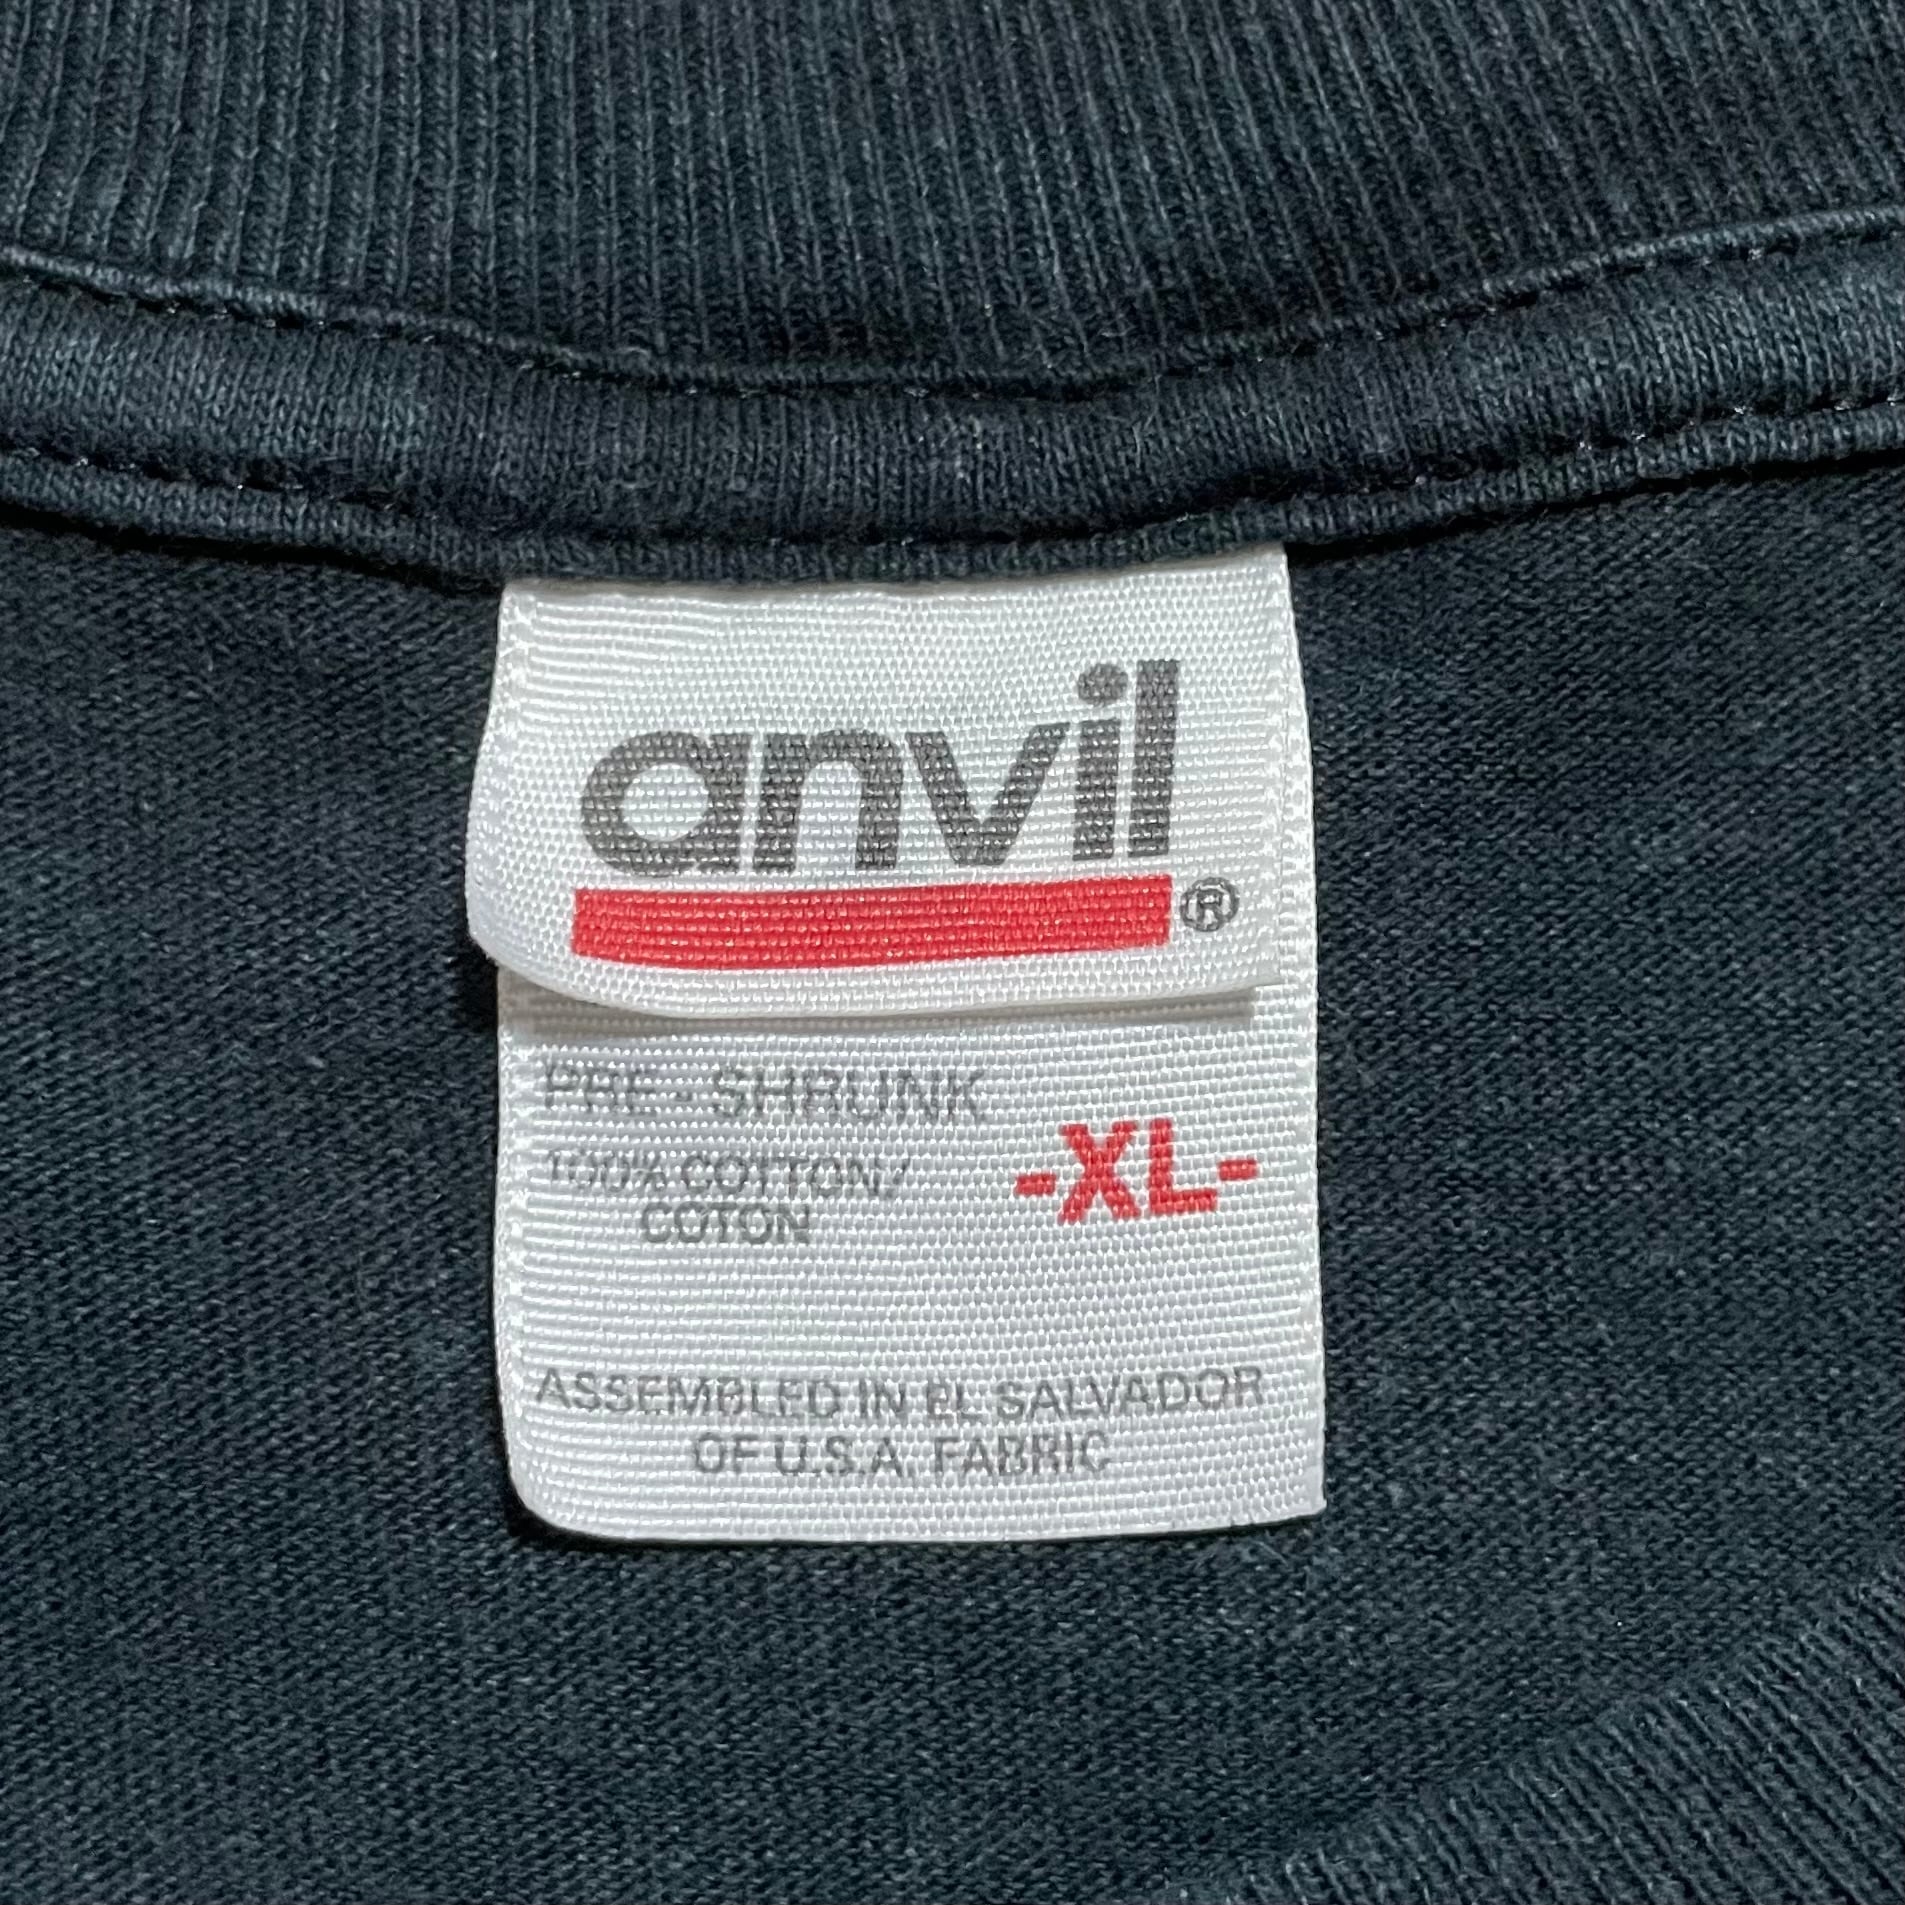 anvil
®
PRE-SHRUNK
100% COTTON/
COTON
-XL-
ASSEMBLED IN EL SALVADOR
OF U.S.A. FABRIC